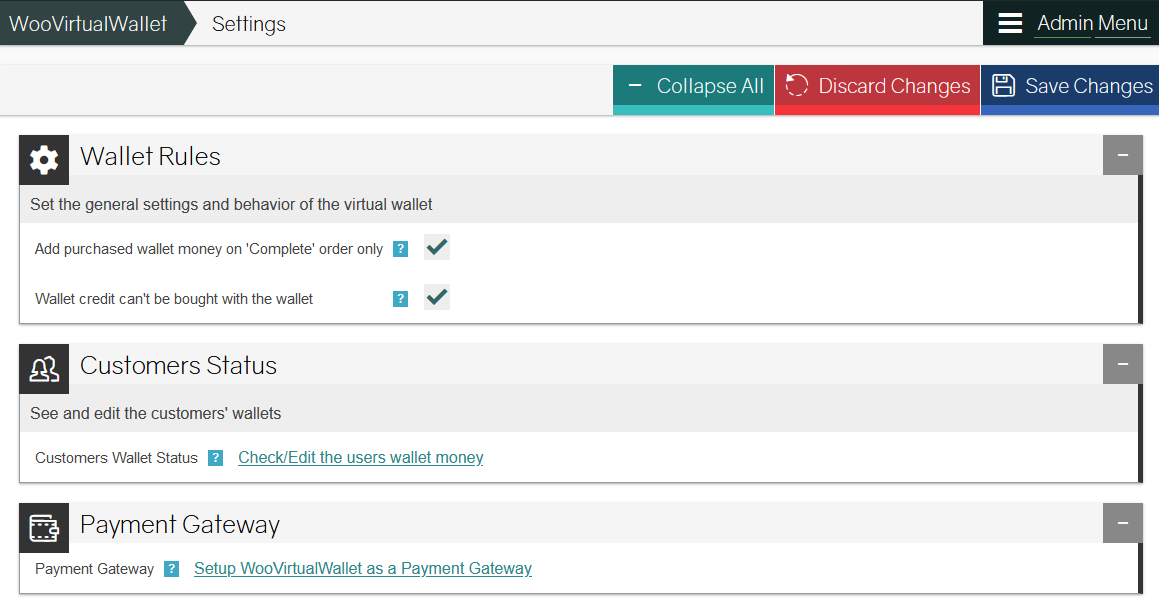 WooVirtualWallet Settings Admin Menu
Collapse All Discard Changes Save Changes
Wallet Rules
Set the general settings and behavior of the virtual wallet
Add purchased wallet money on 'Complete' order only ?
Wallet credit can't be bought with the wallet ?
Customers Status
See and edit the customers' wallets
Customers Wallet Status ? Check/Edit the users wallet money
Payment Gateway
Payment Gateway ? Setup WooVirtualWallet as a Payment Gateway